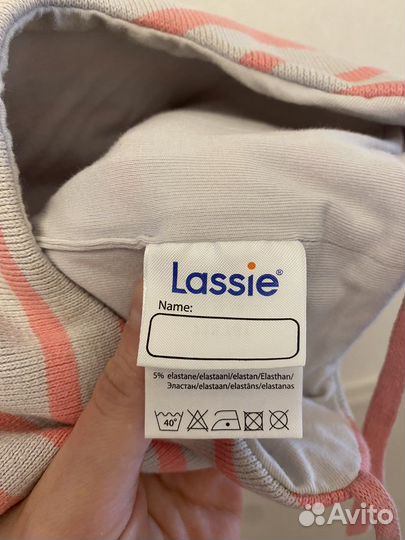 Lassie®
Name:
5% elastane/elastaani/elastan/Elasthan/
Эластан/elastaan/elastāns/elastanas
40°
Avito